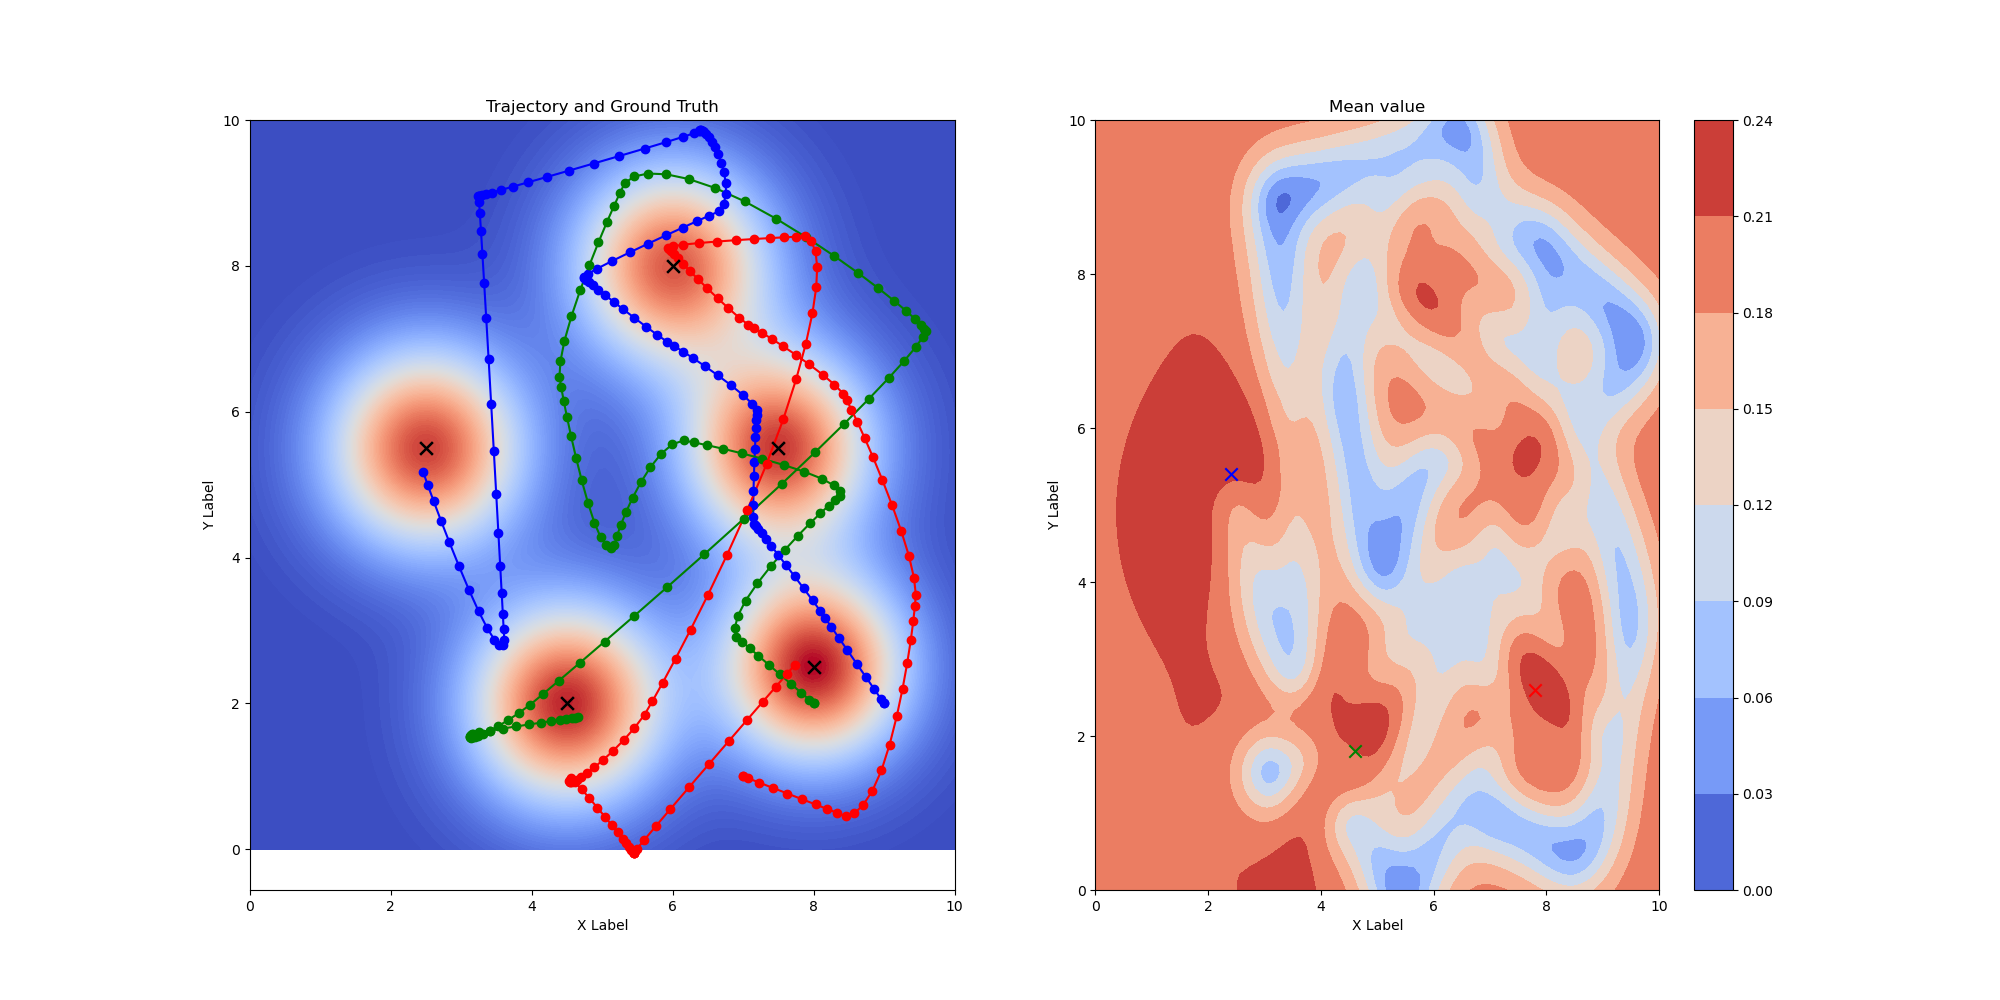 Trajectory and Ground Truth
10
8
6
4
2
0
Y Label
0 2 4 6 8 10
X Label
Mean value
10
8
6
4
2
0
Y Label
0 2 4 6 8 10
X Label
0.24
0.21
0.18
0.15
0.12
0.09
0.06
0.03
0.00